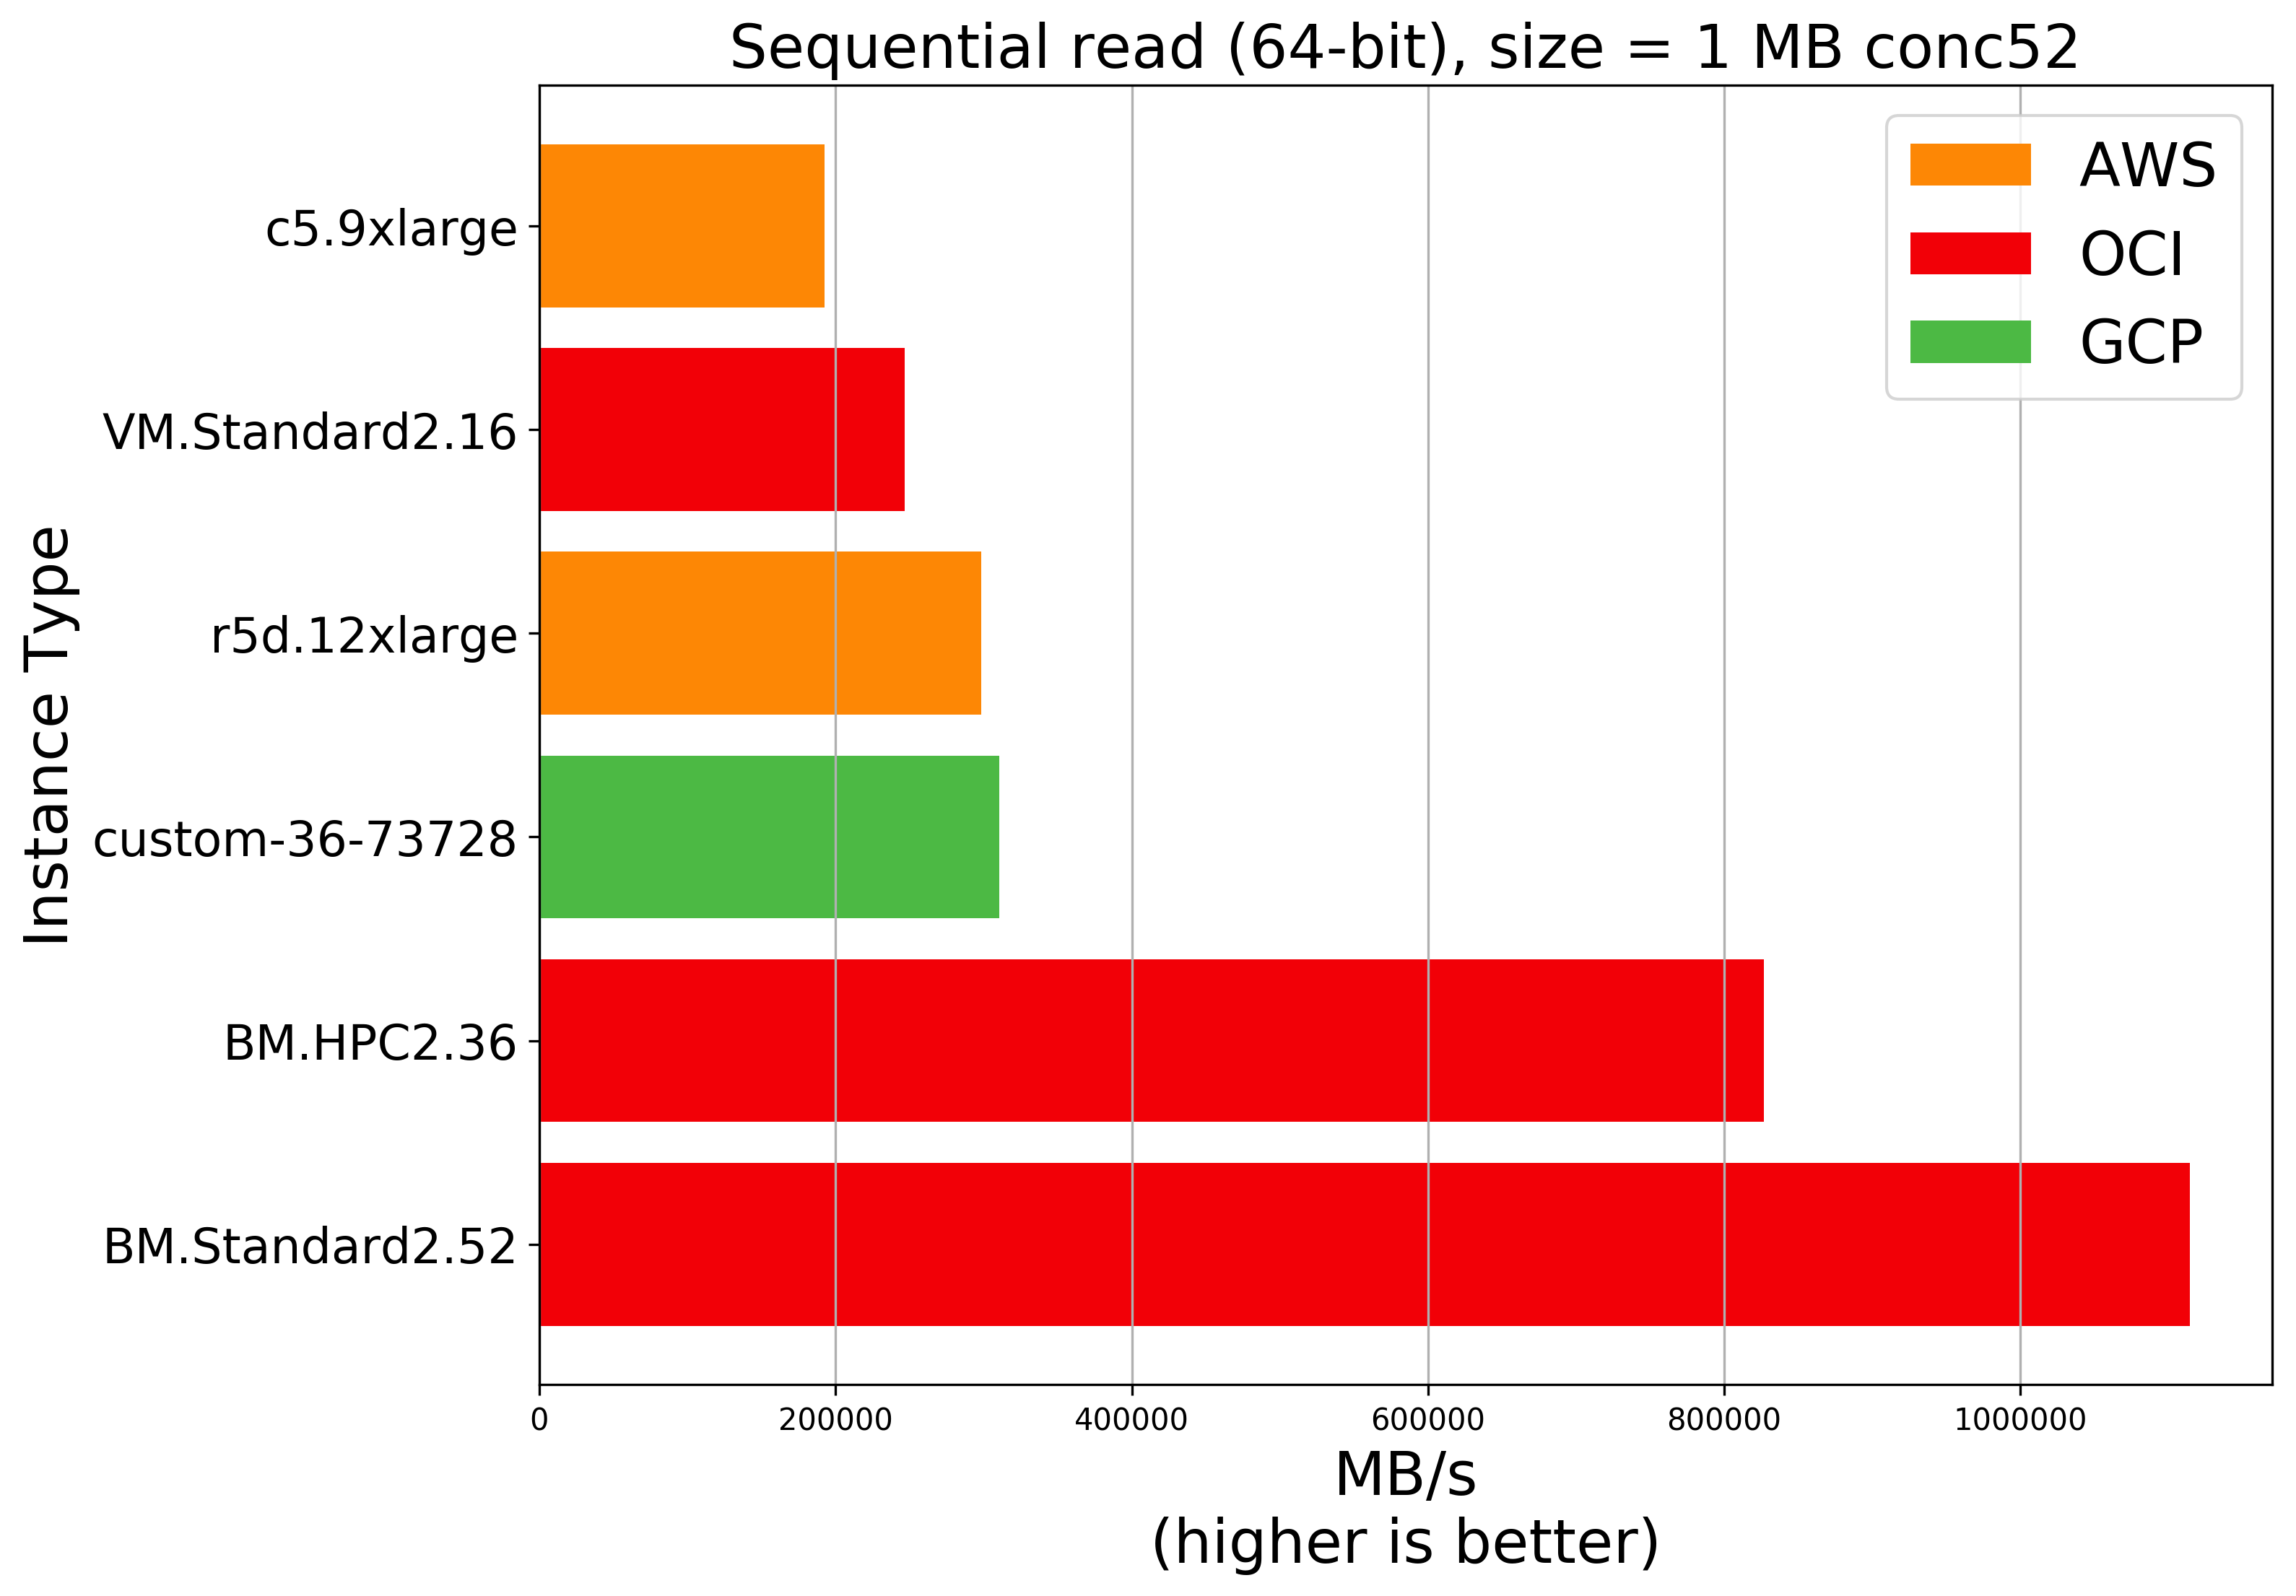 Sequential read (64-bit), size = 1 MB conc52
AWS
OCI
GCP
Instance Type
c5.9xlarge
VM.Standard2.16
r5d.12xlarge
custom-36-73728
BM.HPC2.36
BM.Standard2.52
0 200000 400000 600000 800000 1000000
MB/s
(higher is better)